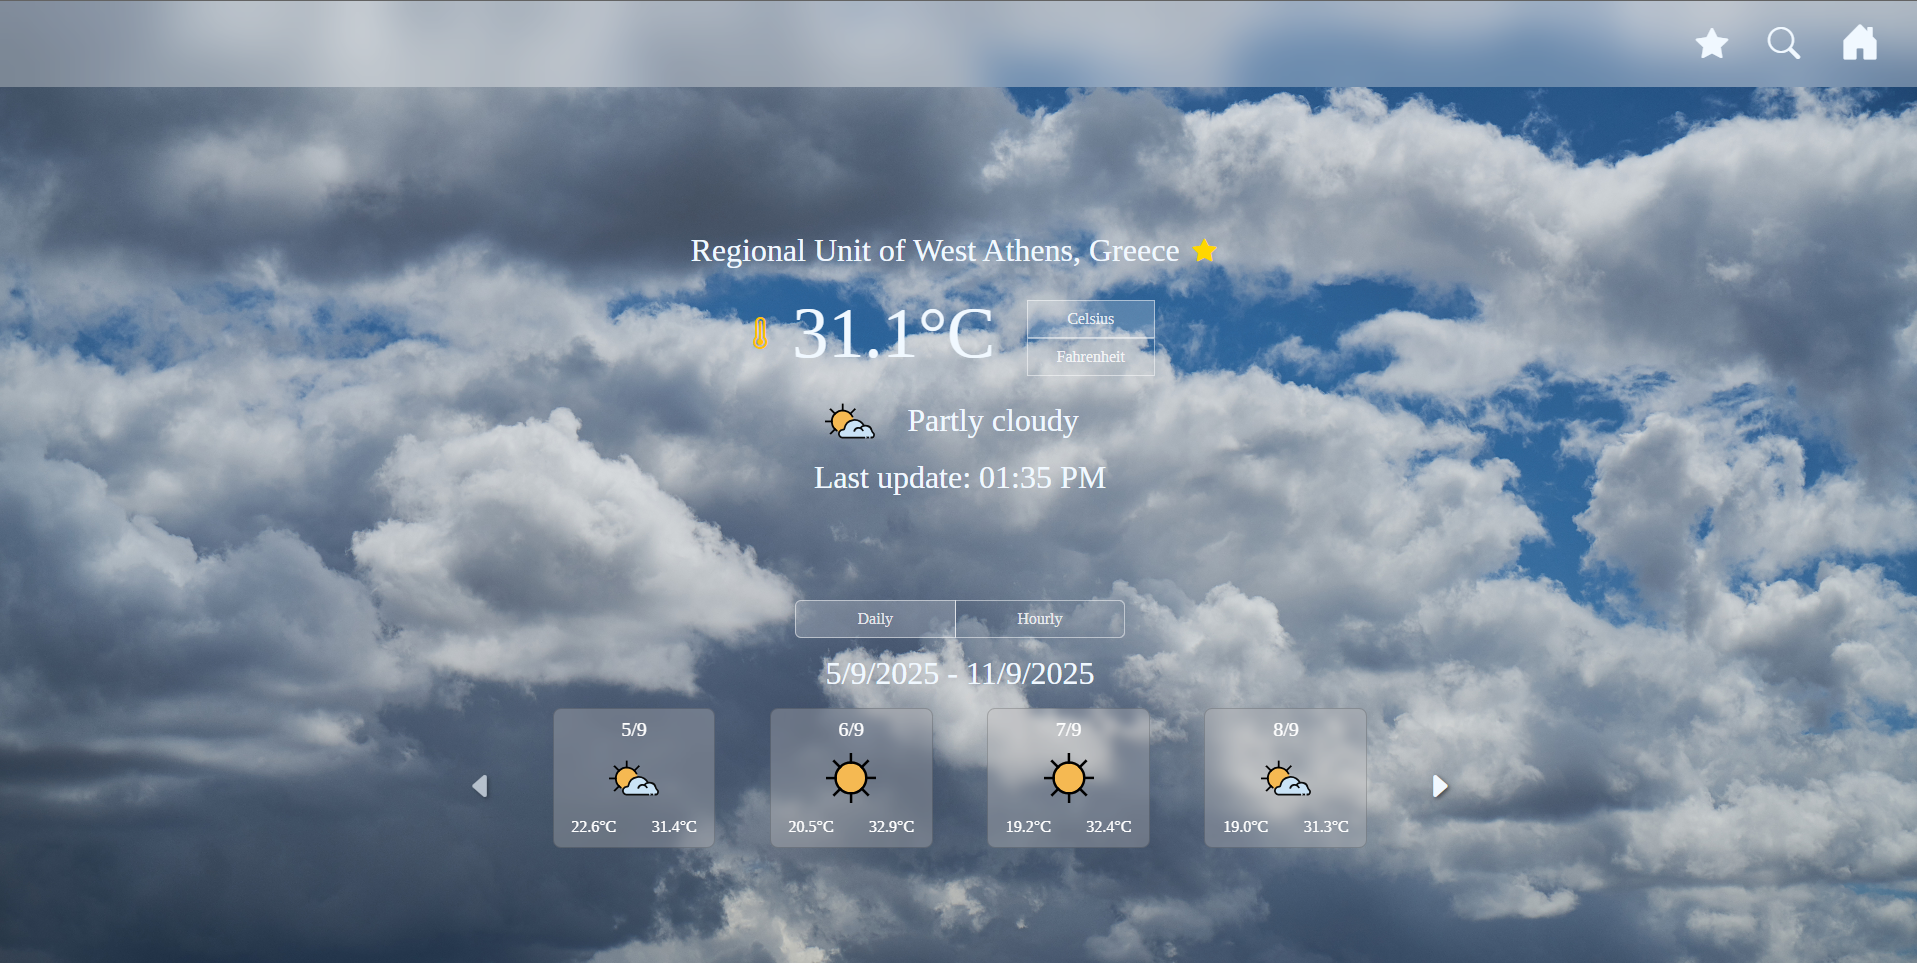 Regional Unit of West Athens, Greece
31.1°C
Celsius
Fahrenheit
Partly cloudy
Last update: 01:35 PM
Daily Hourly
5/9/2025 - 11/9/2025
5/9 6/9 7/9 8/9
22.6°C 31.4°C 20.5°C 32.9°C 19.2°C 32.4°C 19.0°C 31.3°C